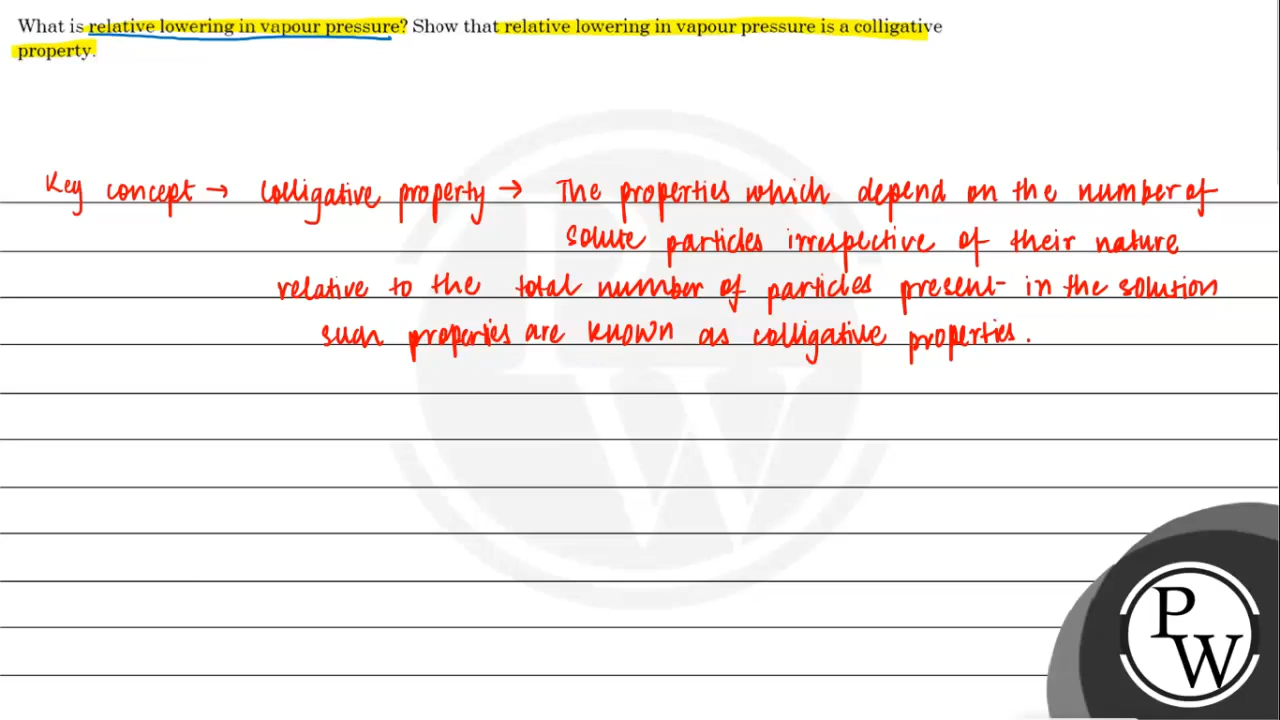 What is relative lowering in vapour pressure? Show that relative lowering in vapour pressure is a colligative
property.
Key concept → Colligative property → The properties which depend on the number of
solute particles irrespective of their nature
relative to the total number of particles present in the solution
such properties are known as colligative properties.
P
W
P
W